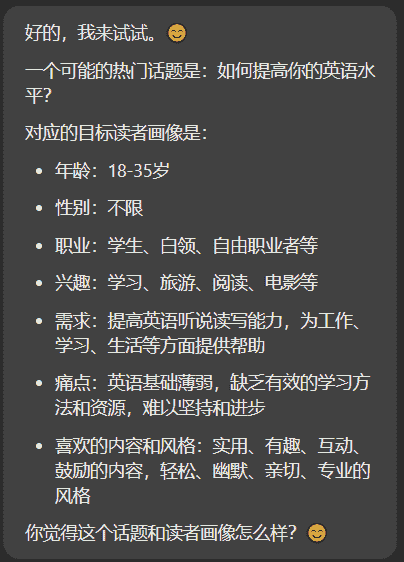 好的，我来试试。😊
一个可能的热门话题是：如何提高你的英语水
平？
对应的目标读者画像是：
• 年龄：18-35岁
• 性别：不限
• 职业：学生、白领、自由职业者等
• 兴趣：学习、旅游、阅读、电影等
• 需求：提高英语听说读写能力，为工作、
学习、生活等方面提供帮助
• 痛点：英语基础薄弱，缺乏有效的学习方
法和资源，难以坚持和进步
• 喜欢的内容和风格：实用、有趣、互动、
鼓励的内容，轻松、幽默、亲切、专业的
风格
你觉得这个话题和读者画像怎么样？😊